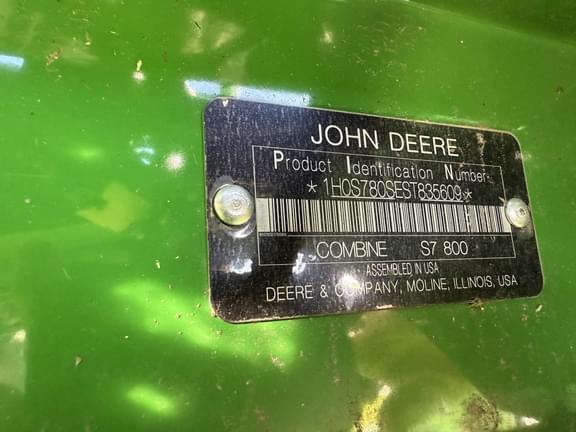 JOHN DEERE
Product Identification Number
*1H0S780SEST835609*
COMBINE S7 800
ASSEMBLED IN USA
DEERE & COMPANY, MOLINE, ILLINOIS, USA